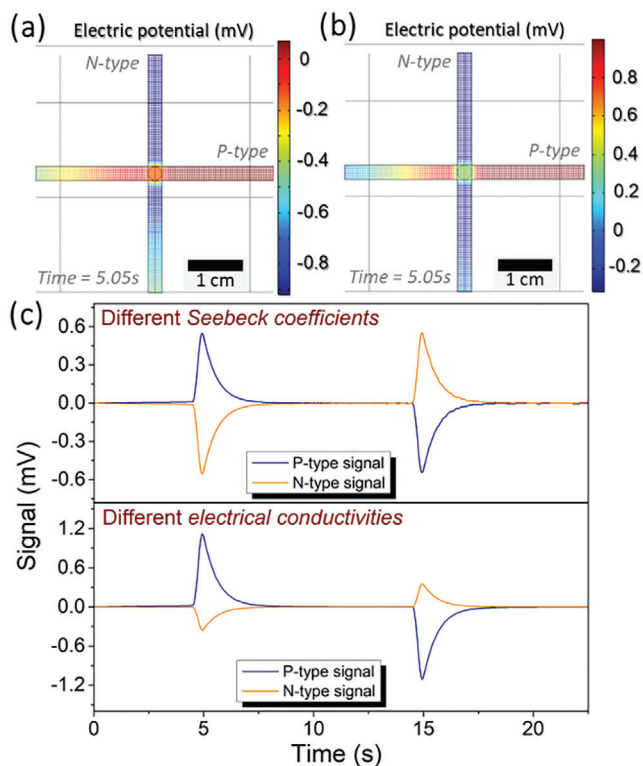 (a)
Electric potential (mV)
N-type
P-type
Time = 5.05s
1 cm
0
-0.2
-0.4
-0.6
-0.8
(b)
Electric potential (mV)
N-type
P-type
Time = 5.05s
1 cm
0.8
0.6
0.4
0.2
0
-0.2
(c)
Different Seebeck coefficients
0.6
0.3
0.0
-0.3
-0.6
P-type signal
N-type signal
Signal (mV)
Different electrical conductivities
1.2
0.6
0.0
-0.6
-1.2
P-type signal
N-type signal
0 5 10 15 20
Time (s)